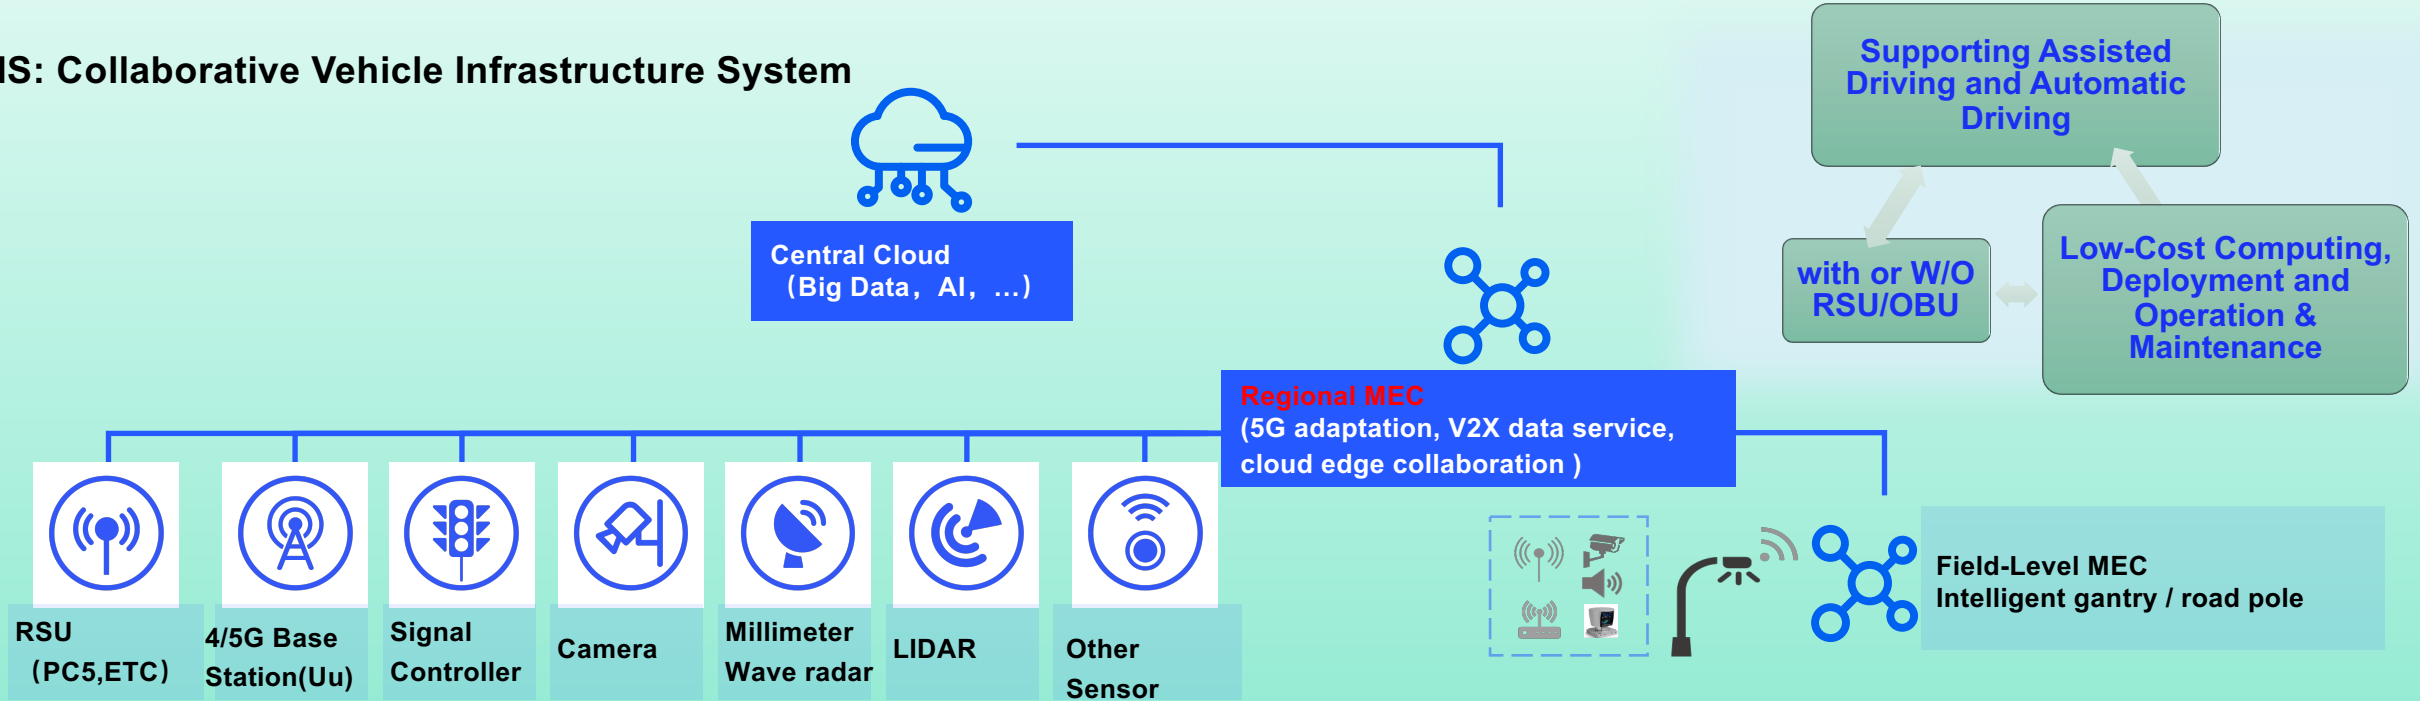 IS: Collaborative Vehicle Infrastructure System
Supporting Assisted
Driving and Automatic
Driving
with or W/O
RSU/OBU
Low-Cost Computing,
Deployment and
Operation &
Maintenance
Central Cloud
（Big Data，AI，...）
Regional MEC
(5G adaptation, V2X data service,
cloud edge collaboration )
RSU
（PC5,ETC）
4/5G Base
Station(Uu)
Signal
Controller
Camera
Millimeter
Wave radar
LIDAR
Other
Sensor
Field-Level MEC
Intelligent gantry / road pole